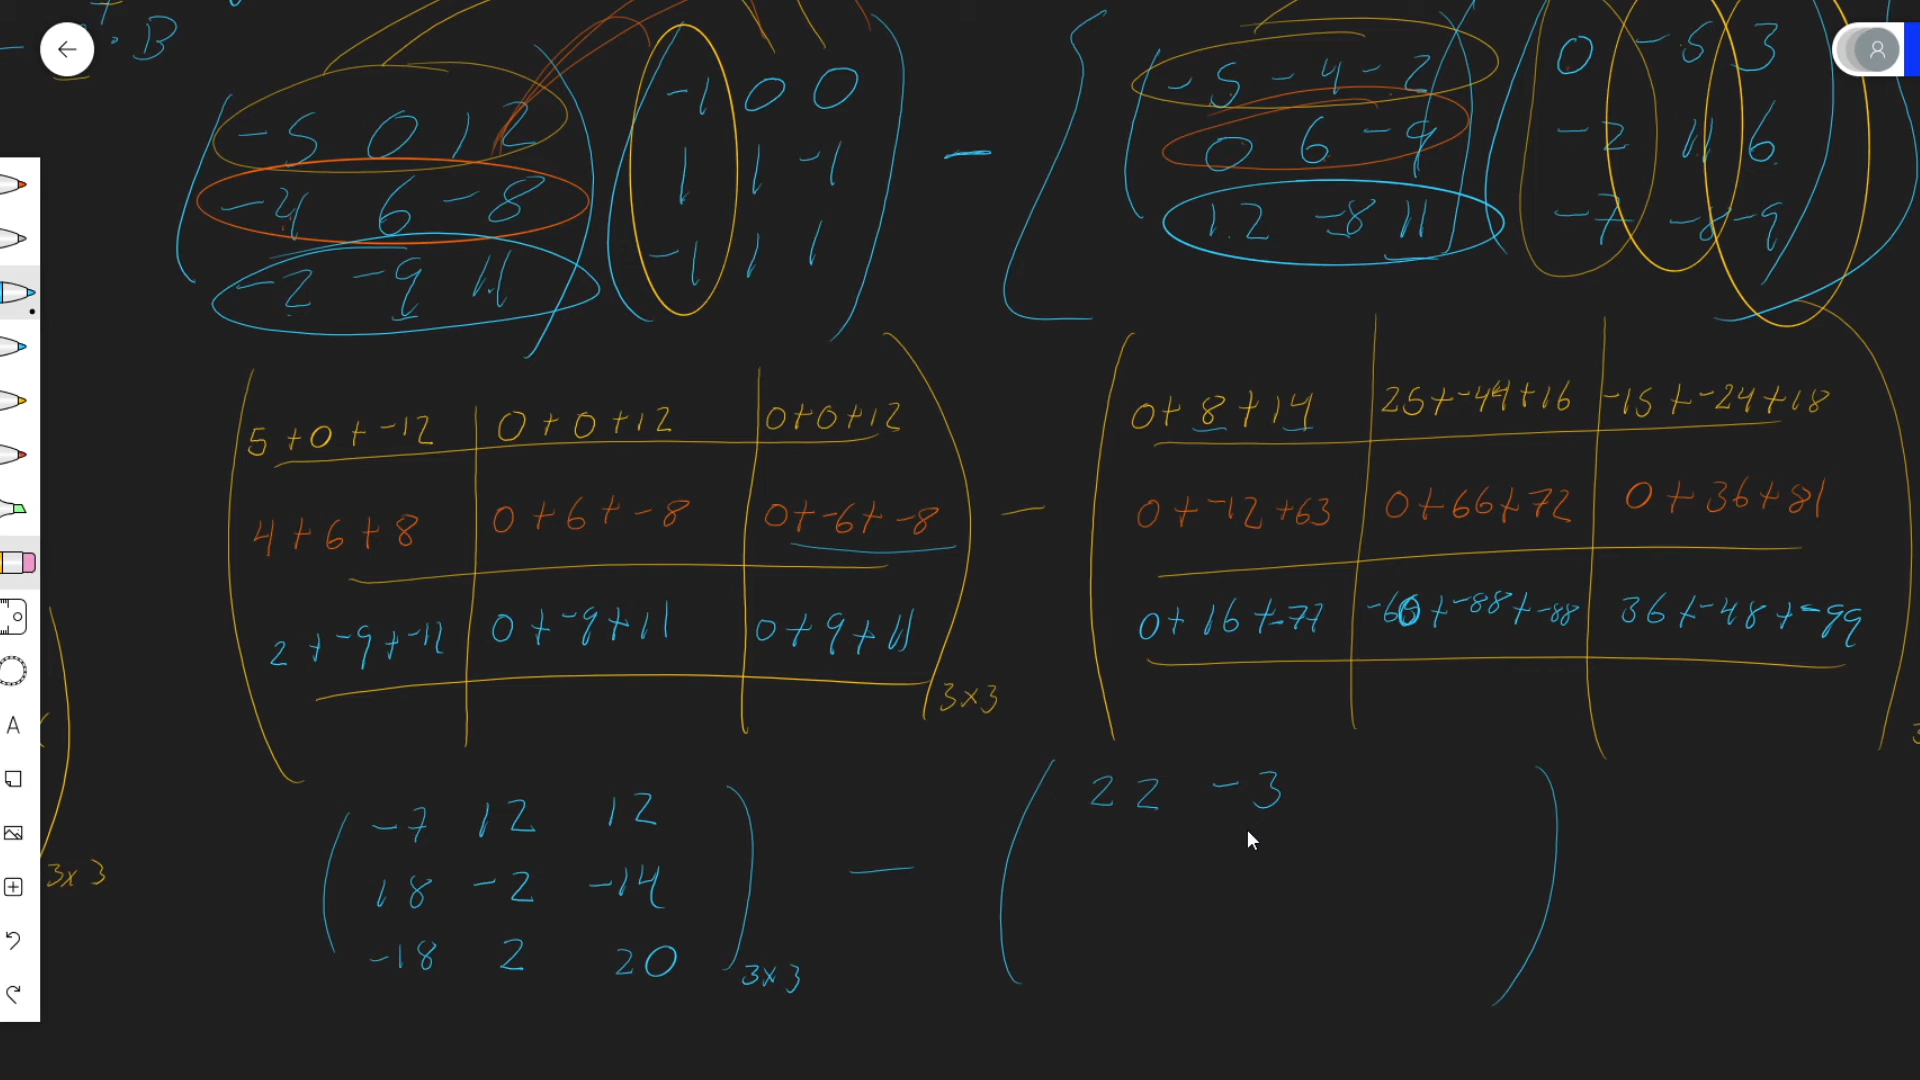 . B
-5 0 12
-4 6 -8
-2 -9 11
-1 0 0
1 1 -1
-1 1 1
-
-5 -4 -2
0 6 -9
12 -8 11
0 -5 3
-2 11 6
-7 -8 -9
5+0+-12 0+0+12 0+0+12
4+6+8 0+6+-8 0+-6+-8
2+-9+-11 0+-9+11 0+9+11
3x3
-
0+8+14 25+-44+16 -15+-24+18
0+-12+63 0+66+72 0+36+81
0+16+-77 -60+-88+-88 36+-48+-99
3x3
-7 12 12
18 -2 -14
-18 2 20
3x3
-
22 -3
A